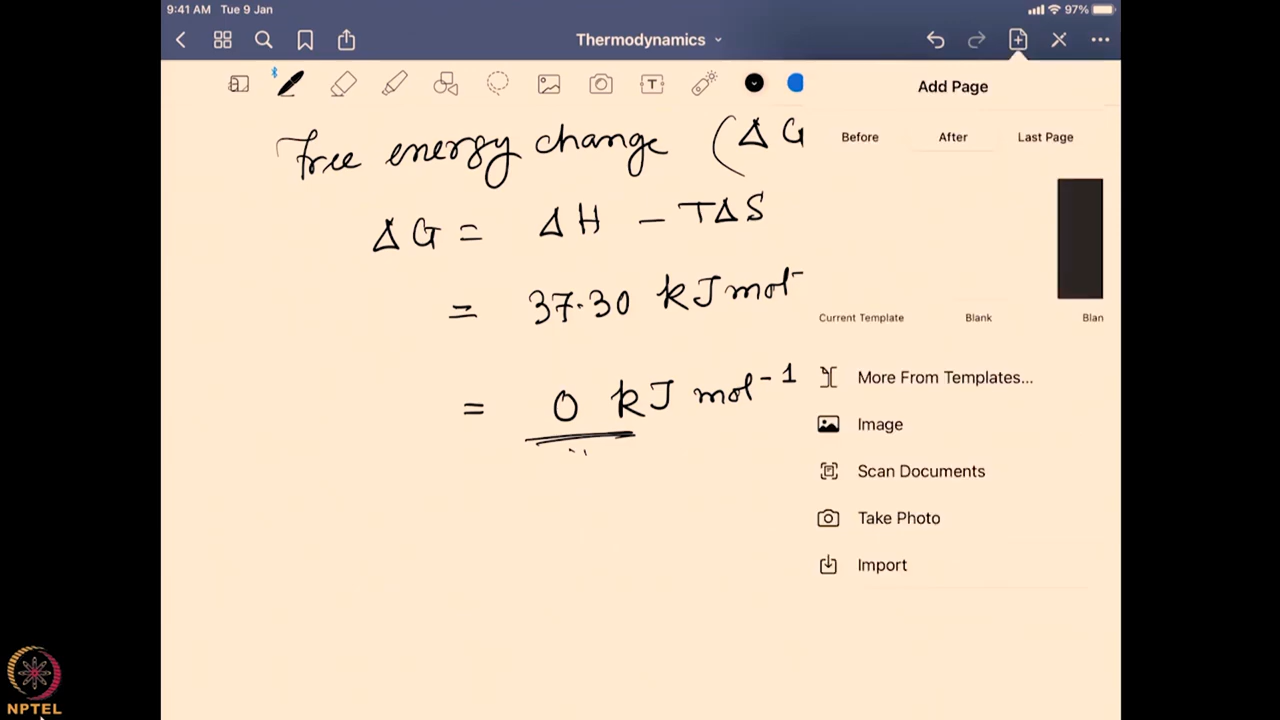 9:41 AM Tue 9 Jan
97%
Thermodynamics
T
Add Page
Before After Last Page
Free energy change (ΔG
ΔG = ΔH - TΔS
= 37.30 kJ mol-
Current Template Blank Blan
= 0 kJ mol-1
More From Templates...
Image
Scan Documents
Take Photo
Import
NPTEL